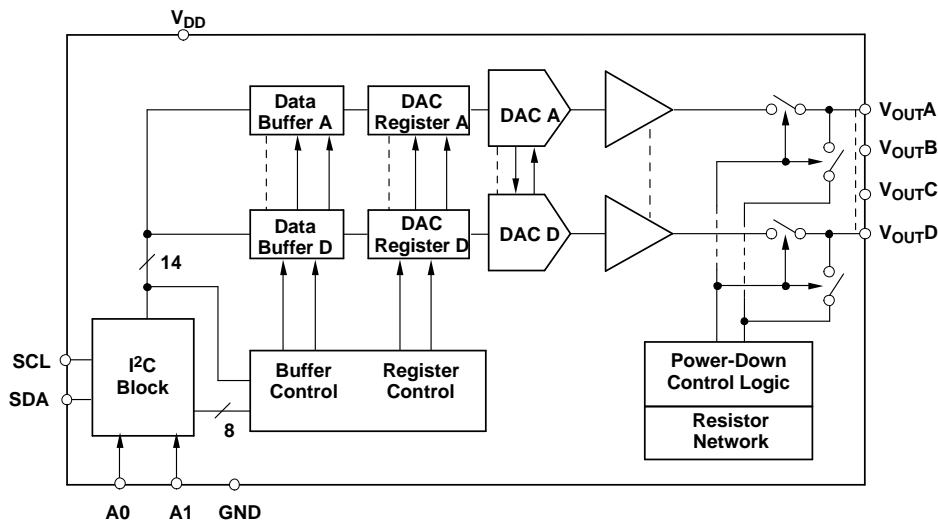 VDD
Data
Buffer A
DAC
Register A
DAC A
VOUTA
VOUTB
VOUTC
Data
Buffer D
DAC
Register D
DAC D
VOUTD
14
SCL
SDA
I²C
Block
8
Buffer
Control
Register
Control
Power-Down
Control Logic
Resistor
Network
A0
A1
GND